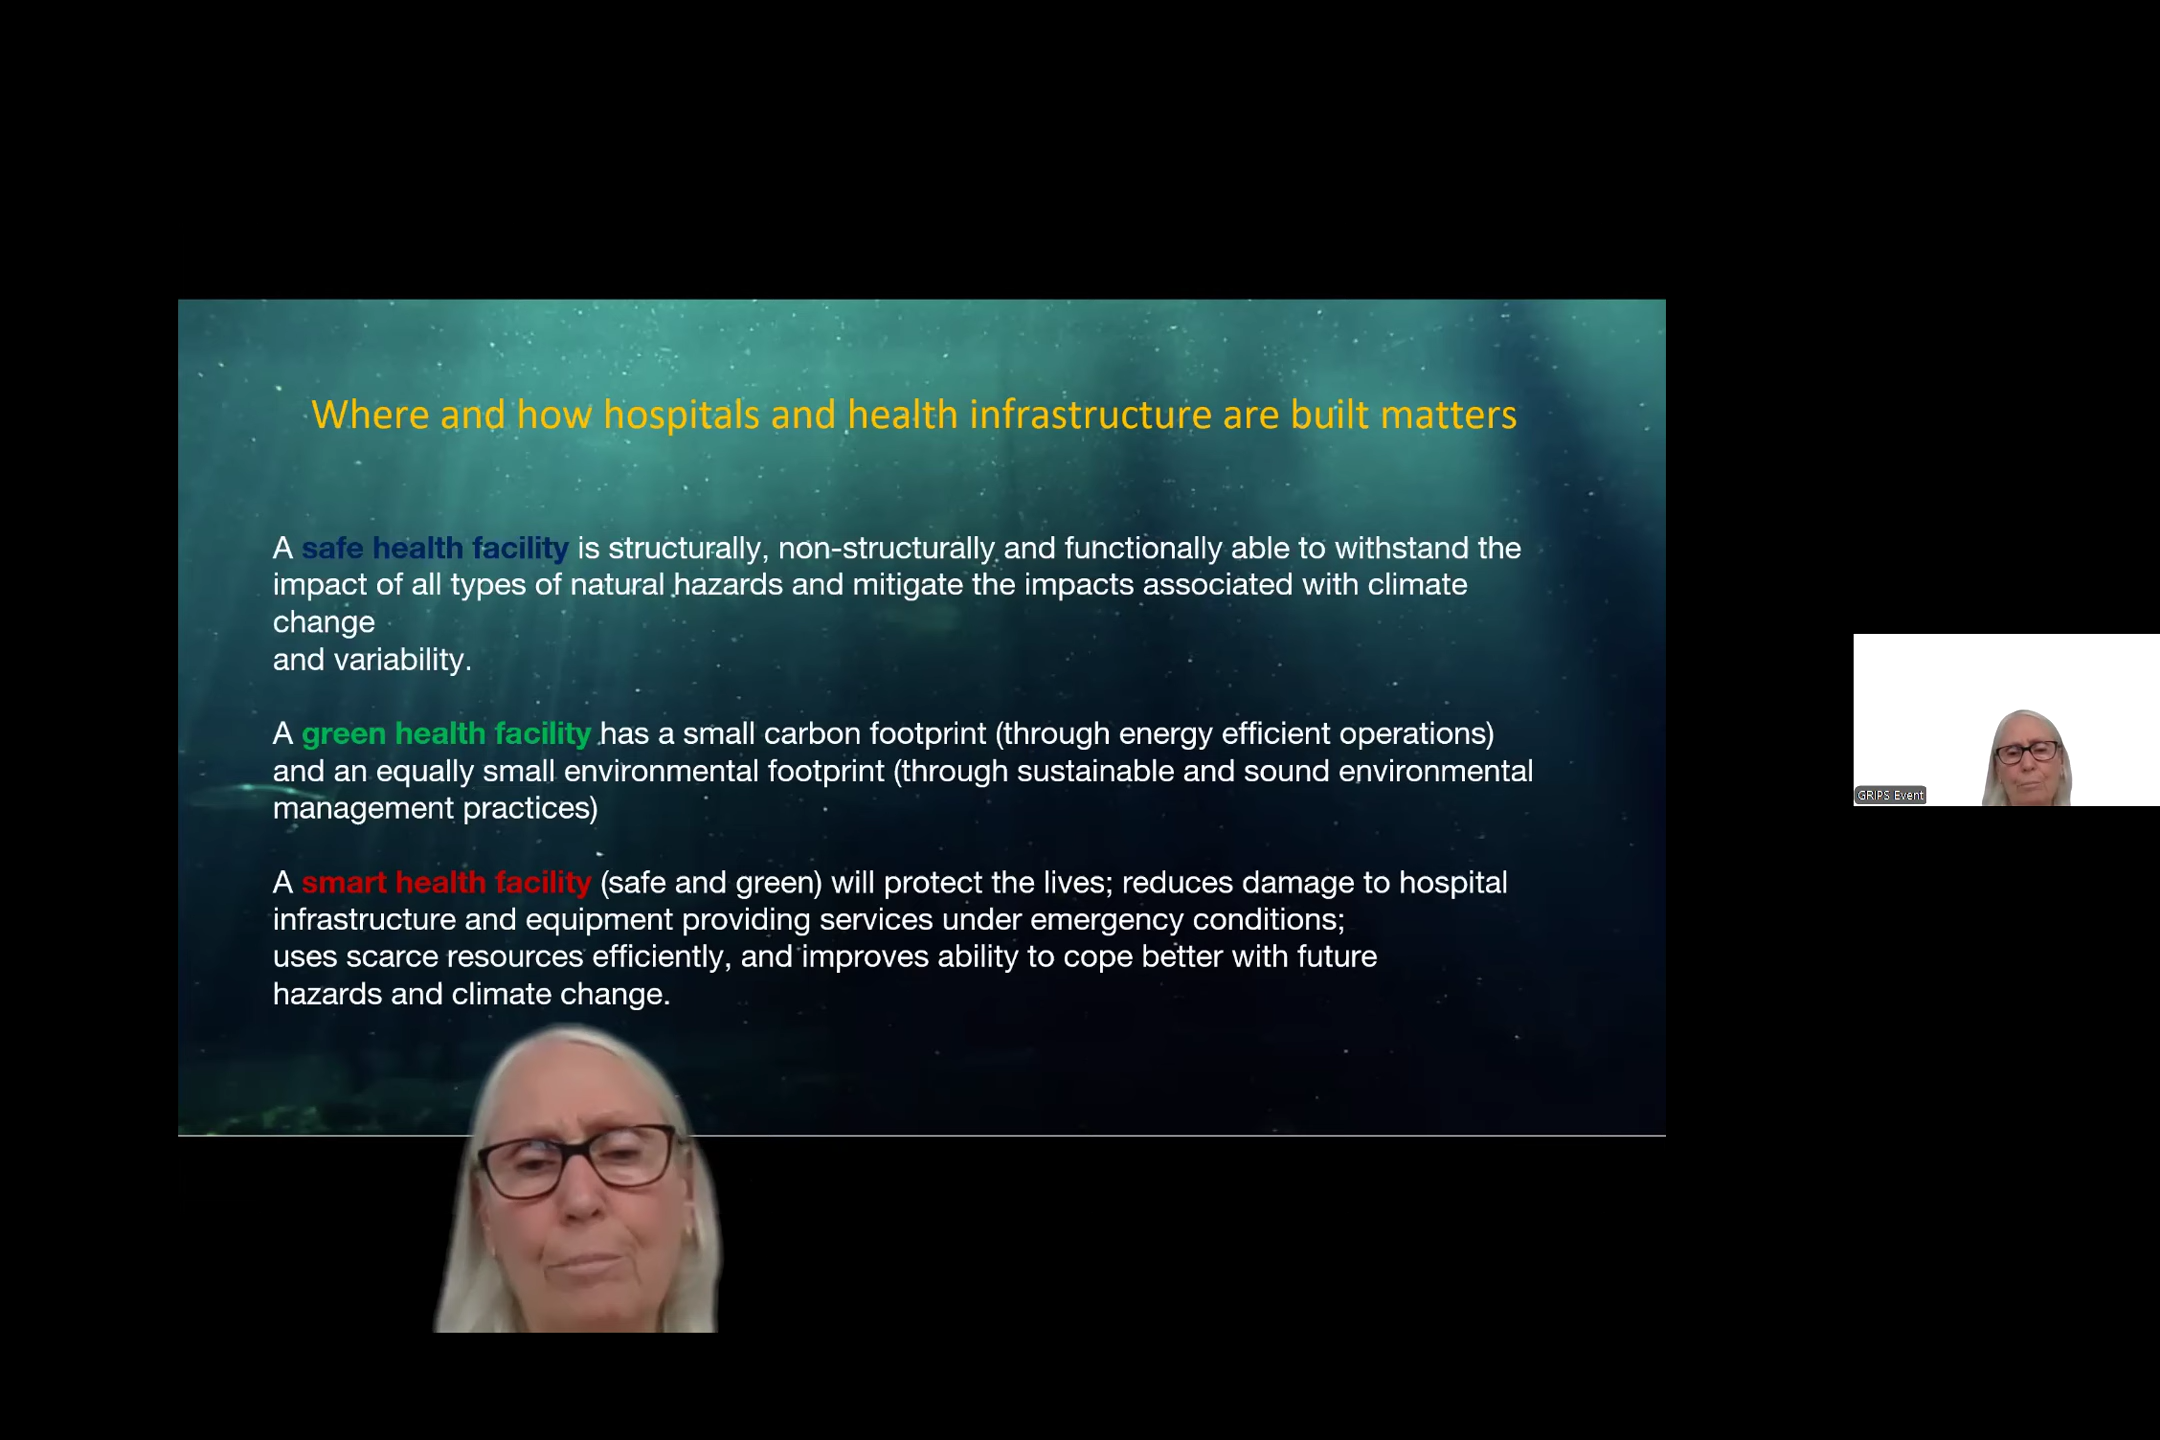 Where and how hospitals and health infrastructure are built matters
A safe health facility is structurally, non-structurally and functionally able to withstand the
impact of all types of natural hazards and mitigate the impacts associated with climate
change
and variability.
A green health facility has a small carbon footprint (through energy efficient operations)
and an equally small environmental footprint (through sustainable and sound environmental
management practices)
A smart health facility (safe and green) will protect the lives; reduces damage to hospital
infrastructure and equipment providing services under emergency conditions;
uses scarce resources efficiently, and improves ability to cope better with future
hazards and climate change.
GRIPS Event